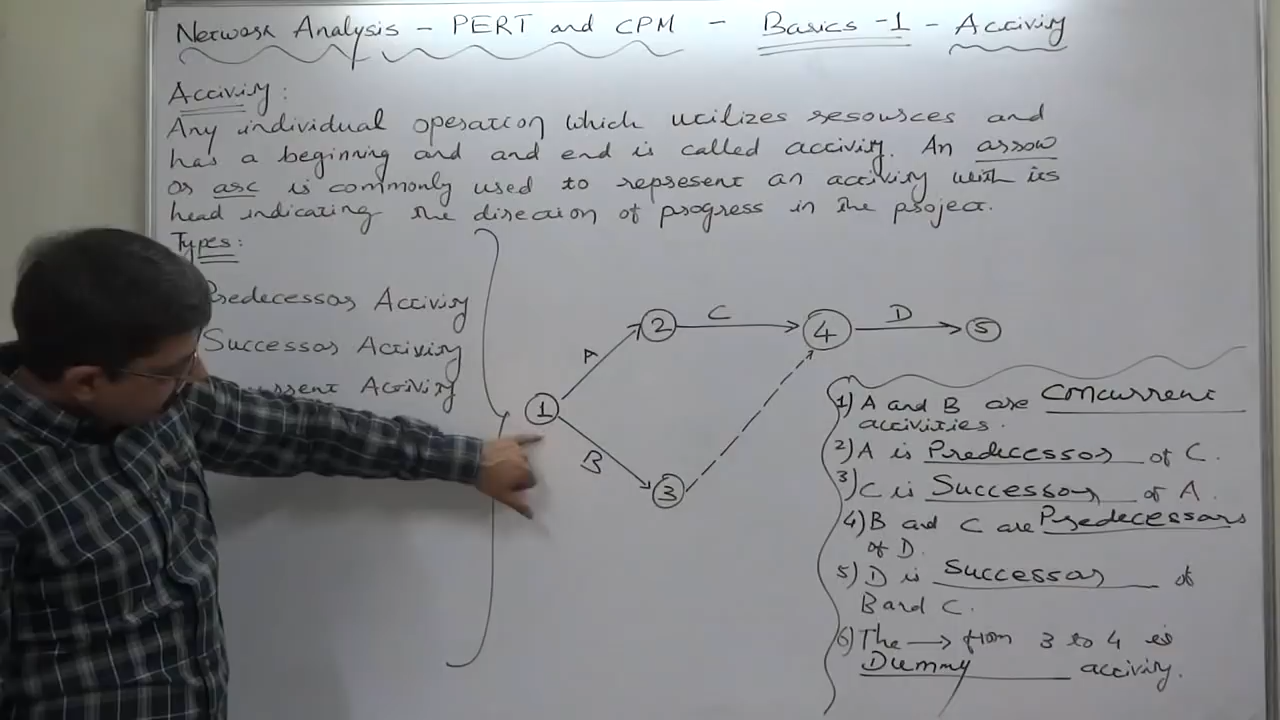 Network Analysis - PERT and CPM - Basics -1 - Activity
Activity:
Any individual operation which utilizes resources and
has a beginning and and end is called activity. An arrow
or arc is commonly used to represent an activity with its
head indicating the direction of progress in the project.
Types:
Predecessor Activity
Successor Activity
Activity
1
2
3
4
5
A
B
C
D
1) A and B are concurrent
activities.
2) A is Predecessor of C.
3) C is Successor of A.
4) B and C are Predecessors
of D.
5) D is Successor of
B and C.
6) The → from 3 to 4 is
Dummy activity.